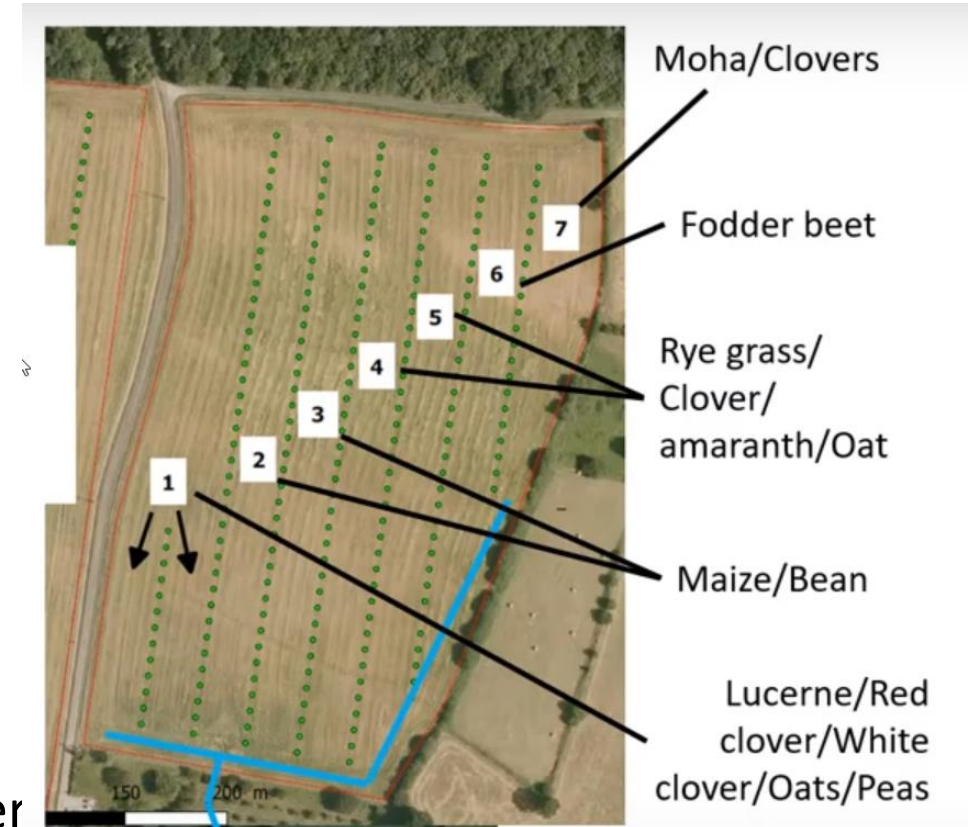 Moha/Clovers
7
Fodder beet
6
5
Rye grass/
Clover/
amaranth/Oat
4
3
2
1
Maize/Bean
Lucerne/Red
clover/White
clover/Oats/Peas
150 200 m
er